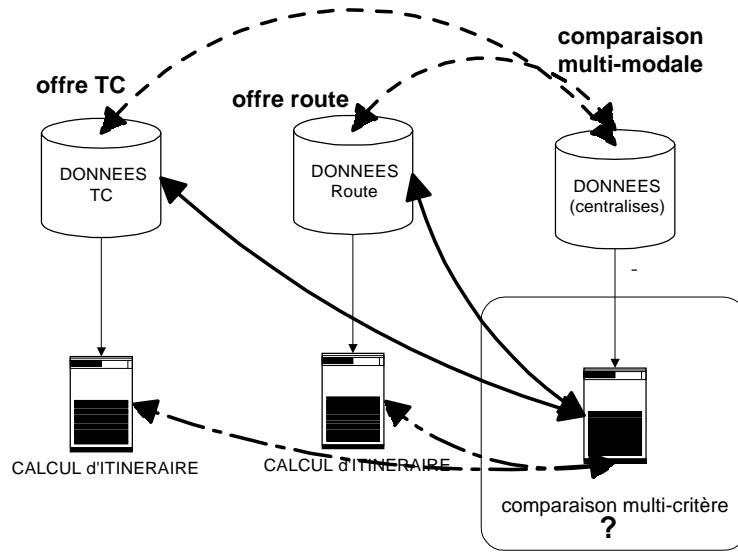 comparaison
multi-modale
offre TC
offre route
DONNEES
TC
DONNEES
Route
DONNEES
(centralises)
-
CALCUL d'ITINERAIRE
CALCUL d'ITINERAIRE
comparaison multi-critère
?